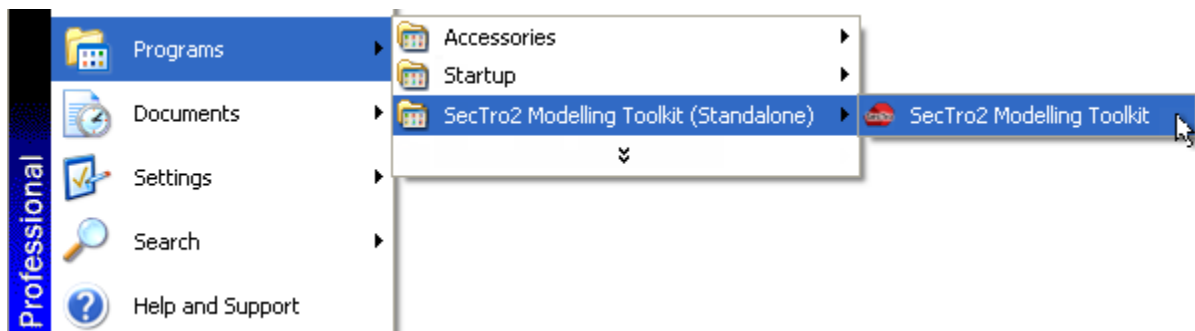 Professional
Programs
Documents
Settings
Search
Help and Support
Accessories
Startup
SecTro2 Modelling Toolkit (Standalone)
SecTro2 Modelling Toolkit